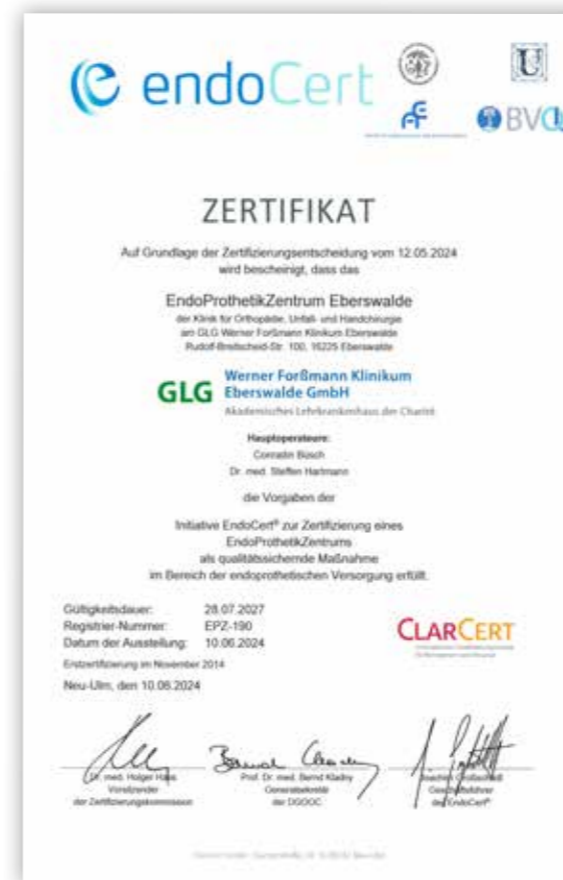 endoCert
BVOU
ZERTIFIKAT
Auf Grundlage der Zertifizierungsentscheidung vom 12.05.2024
wird bescheinigt, dass das
EndoProthetikZentrum Eberswalde
der Klinik für Orthopädie, Unfall- und Handchirurgie
am GLG Werner Forßmann Klinikum Eberswalde
Rudolf-Breitscheid-Str. 100, 16225 Eberswalde
GLG Werner Forßmann Klinikum
Eberswalde GmbH
Akademisches Lehrkrankenhaus der Charité
Hauptoperateure:
Conradin Busch
Dr. med. Steffen Hartmann
die Vorgaben der
Initiative EndoCert® zur Zertifizierung eines
EndoProthetikZentrums
als qualitätssichernde Maßnahme
im Bereich der endoprothetischen Versorgung erfüllt.
Gültigkeitsdauer: 28.07.2027
Registrier-Nummer: EPZ-190
Datum der Ausstellung: 10.06.2024
CLARCERT
Erstzertifizierung im November 2014
Neu-Ulm, den 10.06.2024
Dr. med. Holger Haas
Vorsitzender
der Zertifizierungskommission
Prof. Dr. med. Bernd Kladny
Generalsekretär
der DGOOC
Joachim
Geschäftsführer
der EndoCert®